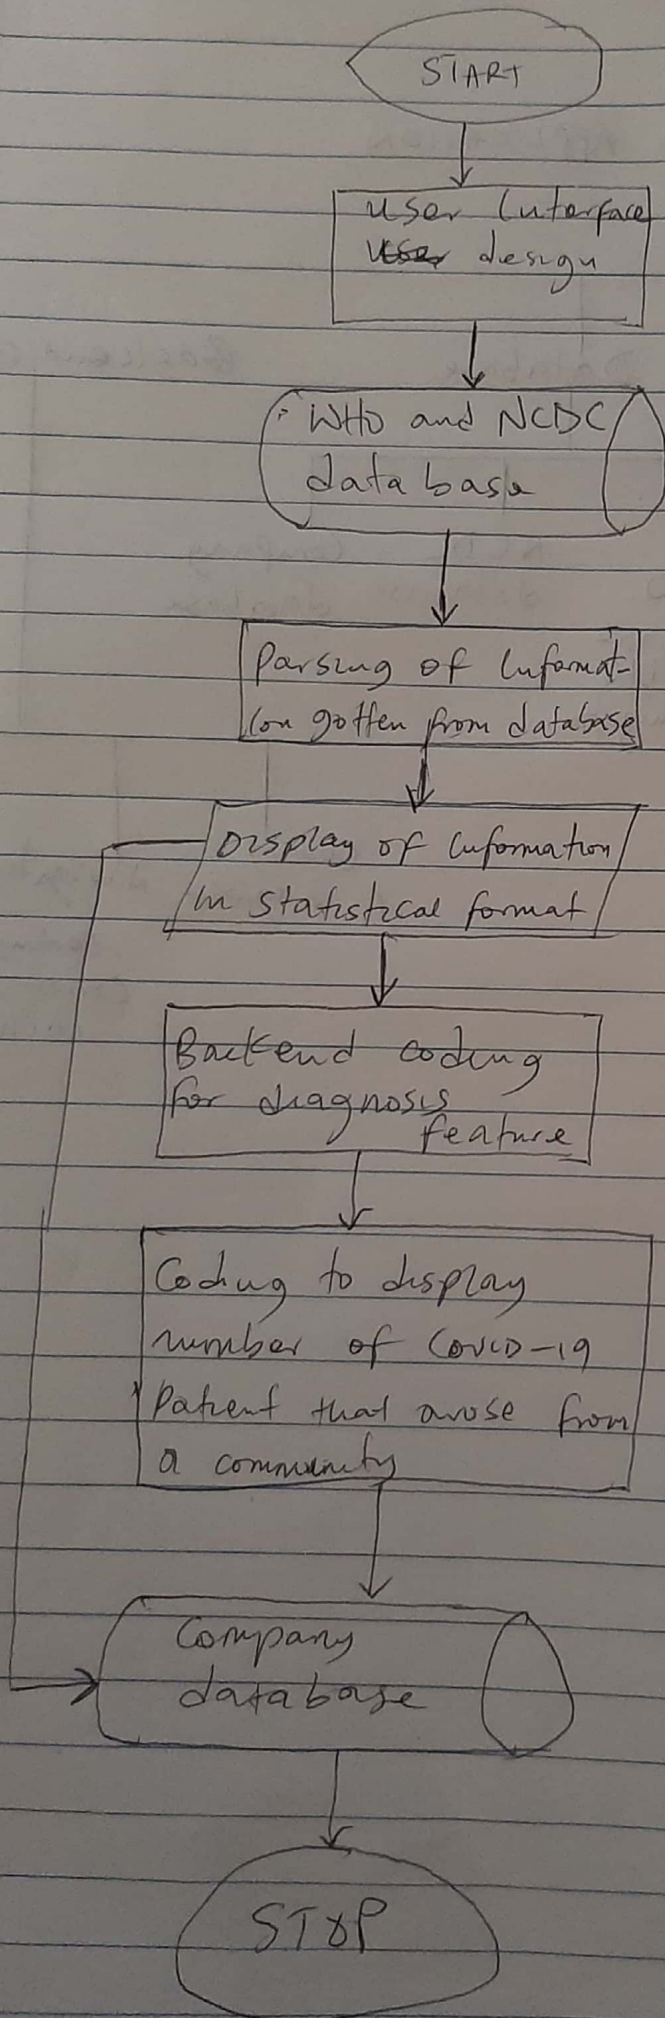 START
User Interface
design
WHO and NCDC
database
Parsing of Informat-
ion gotten from database
Display of Information
in statistical format
Backend coding
for diagnosis
feature
Coding to display
number of COVID-19
Patient that arose from
a community
Company
database
STOP